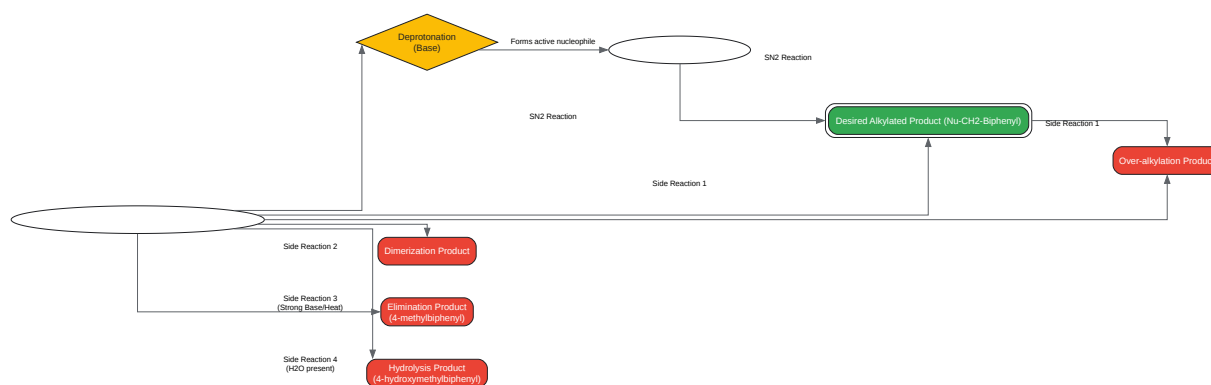 Deprotonation
(Base)
Forms active nucleophile
SN2 Reaction
SN2 Reaction
Desired Alkylated Product (Nu-CH2-Biphenyl)
Side Reaction 1
Over-alkylation Product
Side Reaction 1
Side Reaction 2
Dimerization Product
Side Reaction 3
(Strong Base/Heat)
Elimination Product
(4-methylbiphenyl)
Side Reaction 4
(H2O present)
Hydrolysis Product
(4-hydroxymethylbiphenyl)